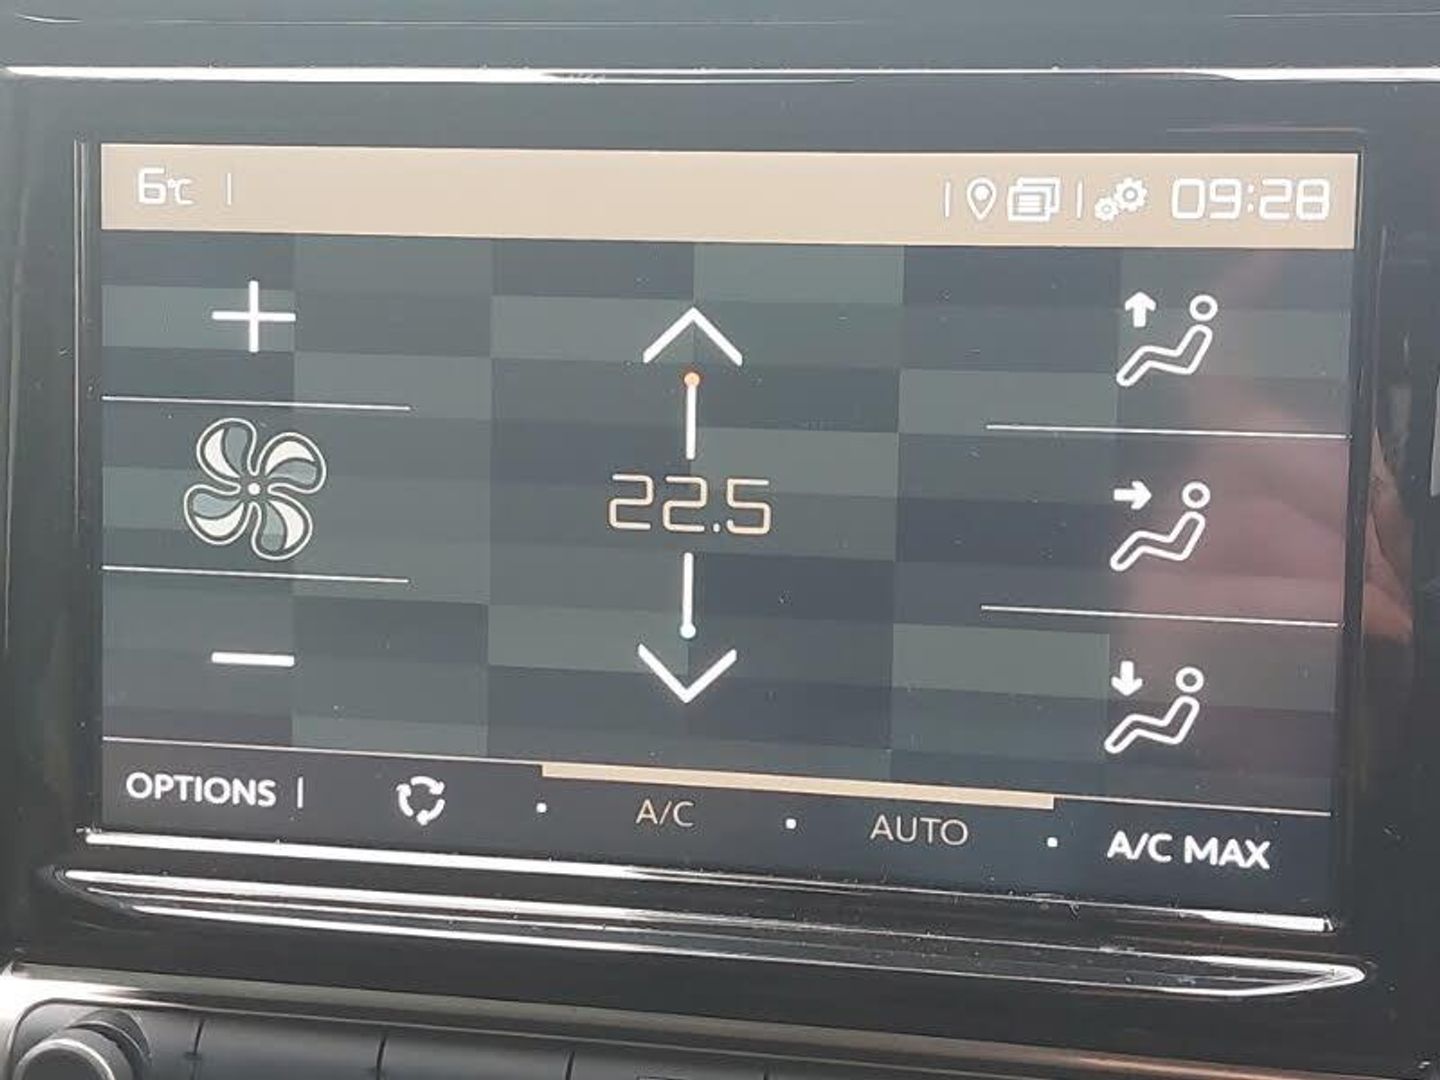 6°C
09:28
22.5
OPTIONS
A/C
AUTO
A/C MAX